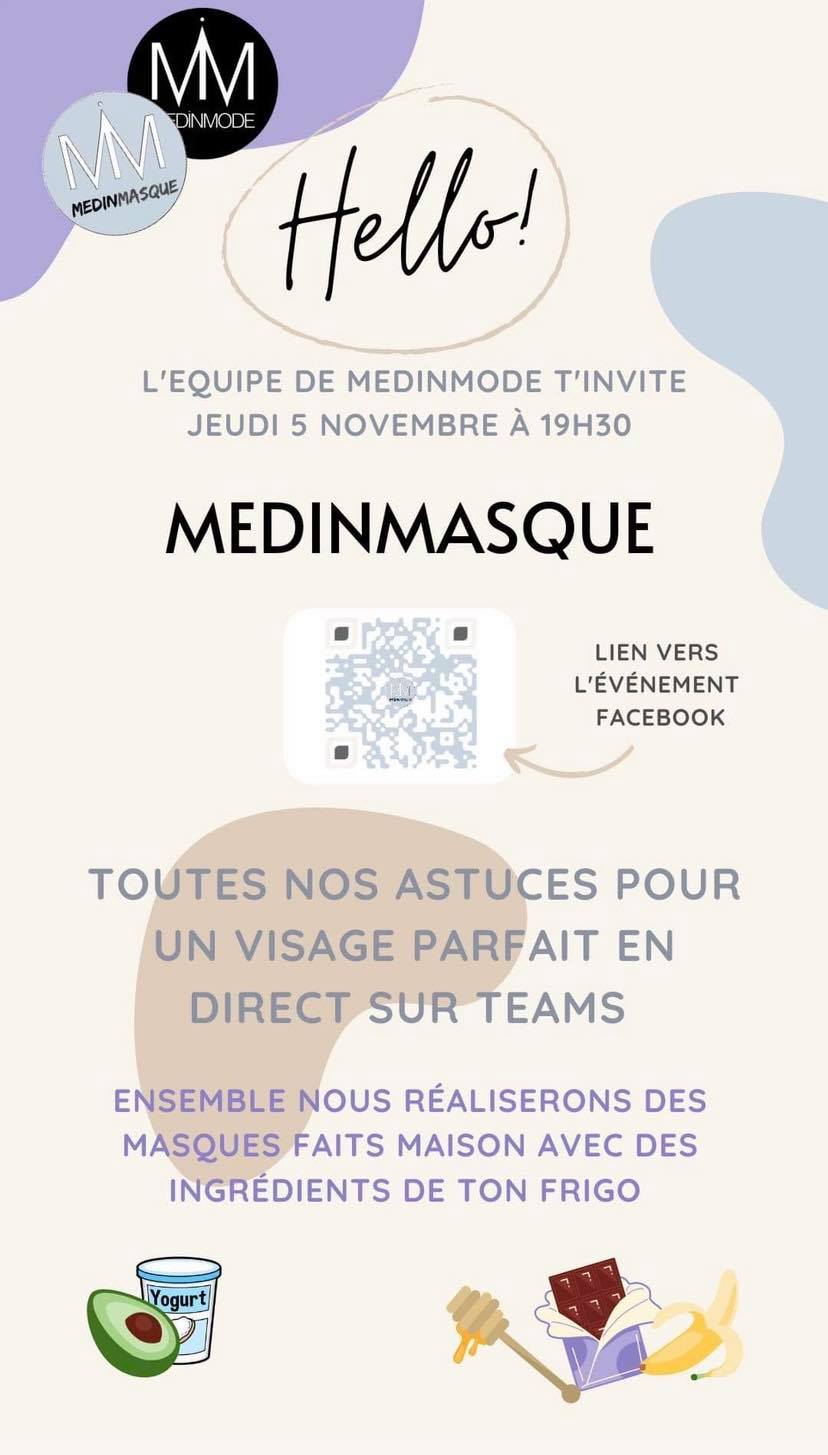 MM
MEDINMODE
MM
MEDINMASQUE
Hello!
L'EQUIPE DE MEDINMODE T'INVITE
JEUDI 5 NOVEMBRE À 19H30
MEDINMASQUE
LIEN VERS
L'ÉVÉNEMENT
FACEBOOK
TOUTES NOS ASTUCES POUR
UN VISAGE PARFAIT EN
DIRECT SUR TEAMS
ENSEMBLE NOUS RÉALISERONS DES
MASQUES FAITS MAISON AVEC DES
INGRÉDIENTS DE TON FRIGO
Yogurt